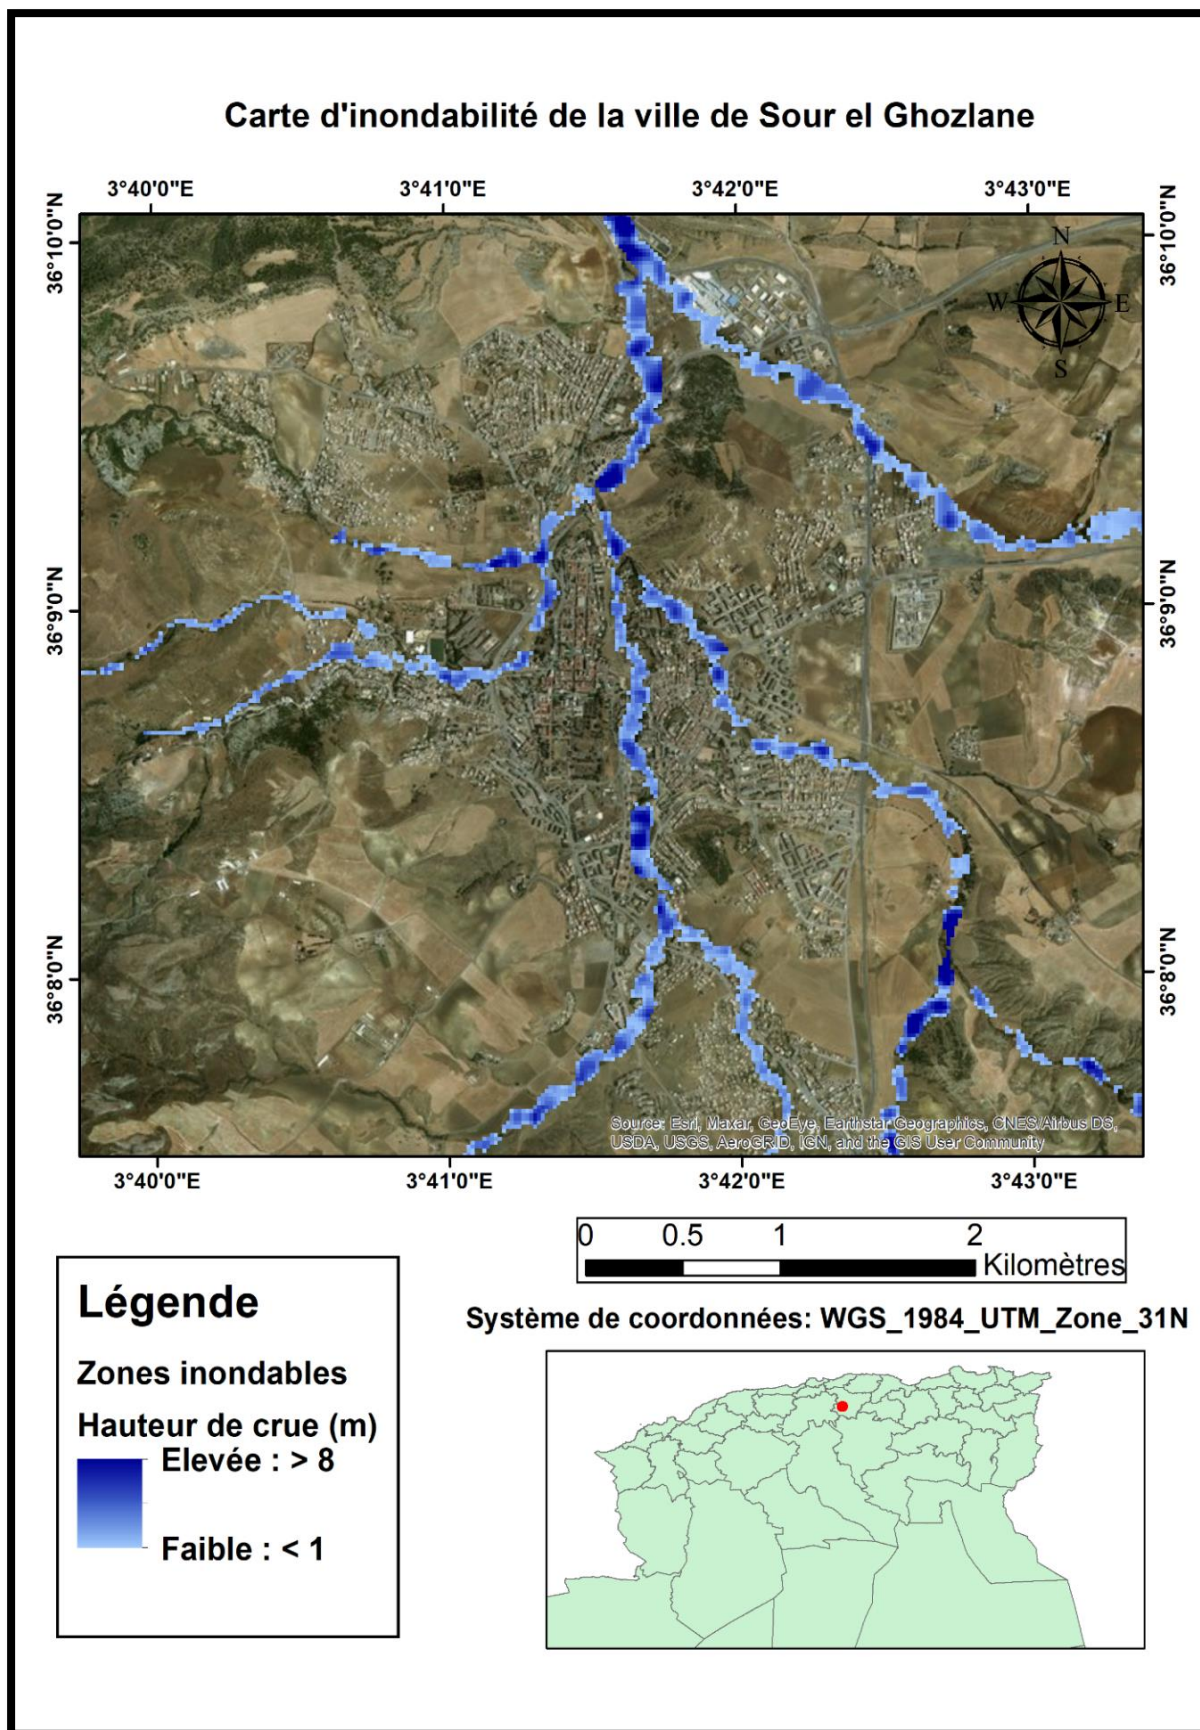 Carte d'inondabilité de la ville de Sour el Ghozlane
3°40'0"E 3°41'0"E 3°42'0"E 3°43'0"E
36°10'0"N 36°10'0"N
N
W E
S
36°9'0"N 36°9'0"N
36°8'0"N 36°8'0"N
Source: Esri, Maxar, GeoEye, Earthstar Geographics, CNES/Airbus DS,
USDA, USGS, AeroGRID, IGN, and the GIS User Community
3°40'0"E 3°41'0"E 3°42'0"E 3°43'0"E
0 0.5 1 2
Kilomètres
Légende
Zones inondables
Hauteur de crue (m)
Elevée : > 8
Faible : < 1
Système de coordonnées: WGS_1984_UTM_Zone_31N